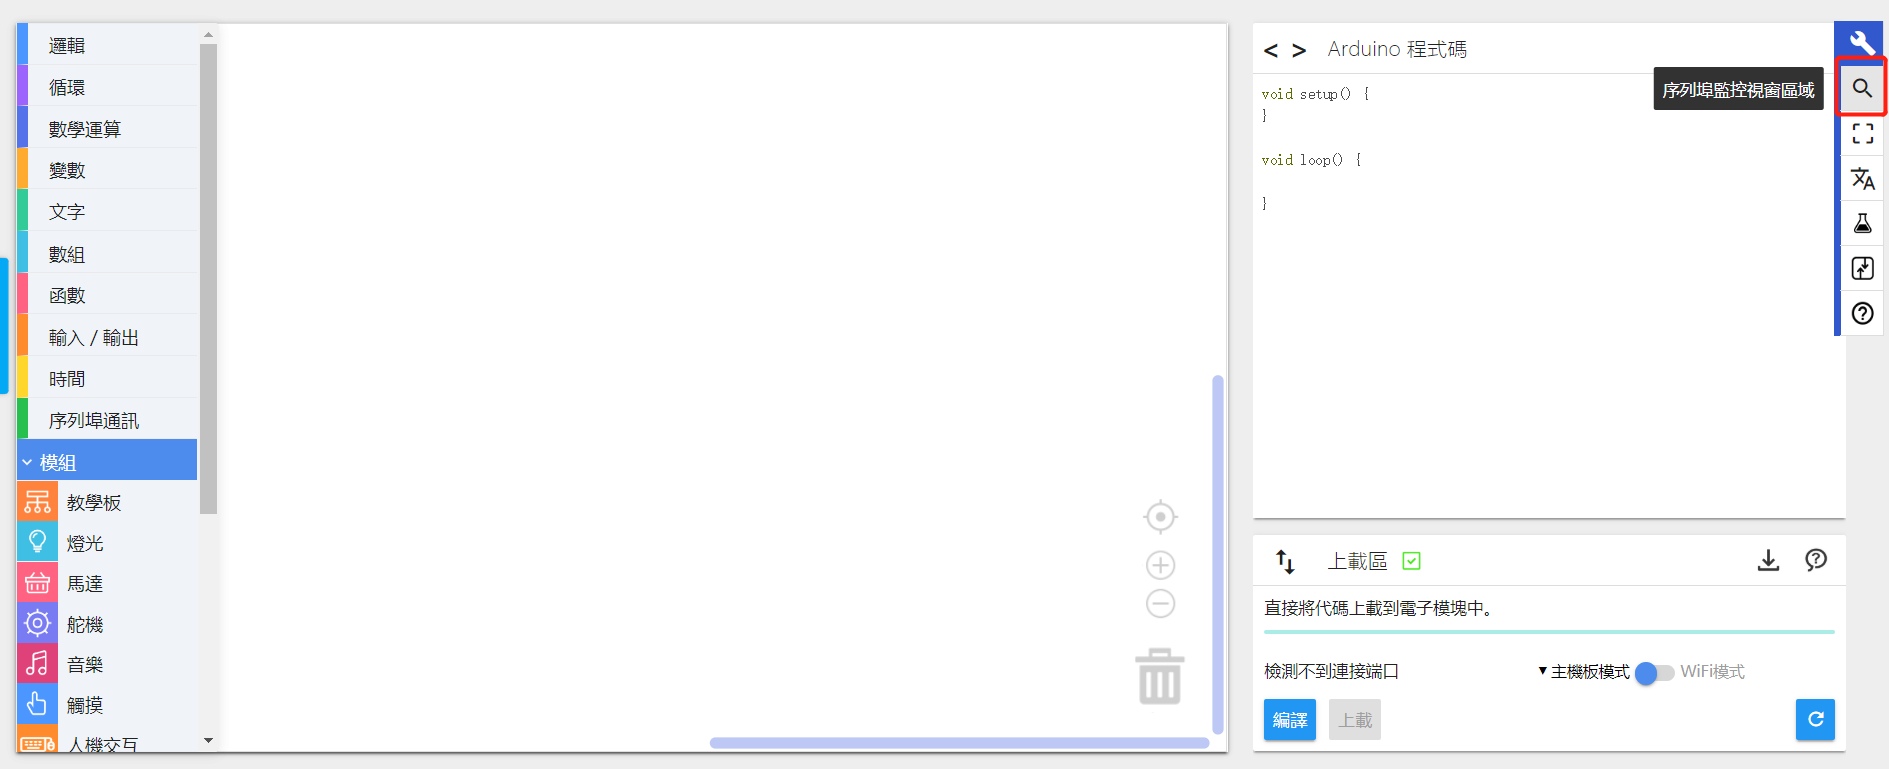 邏輯
循環
數學運算
變數
文字
數組
函數
輸入 / 輸出
時間
序列埠通訊
模組
教學板
燈光
馬達
舵機
音樂
觸摸
人機交互
< > Arduino 程式碼
序列埠監控視窗區域
void setup() {
}
void loop() {
}
上載區
直接將代碼上載到電子模塊中。
檢測不到連接端口 ▼ 主機板模式 WiFi模式
編譯 上載